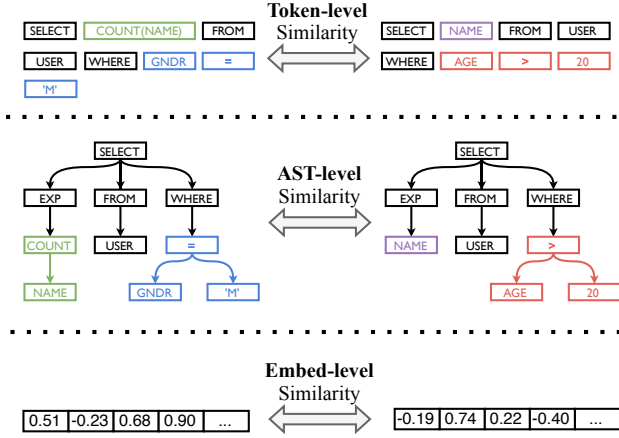 Token-level
Similarity
SELECT COUNT(NAME) FROM
USER WHERE GNDR =
'M'
SELECT NAME FROM USER
WHERE AGE > 20
AST-level
Similarity
SELECT
EXP FROM WHERE
COUNT USER =
NAME GNDR 'M'
SELECT
EXP FROM WHERE
NAME USER >
AGE 20
Embed-level
Similarity
0.51 -0.23 0.68 0.90 ...
-0.19 0.74 0.22 -0.40 ...